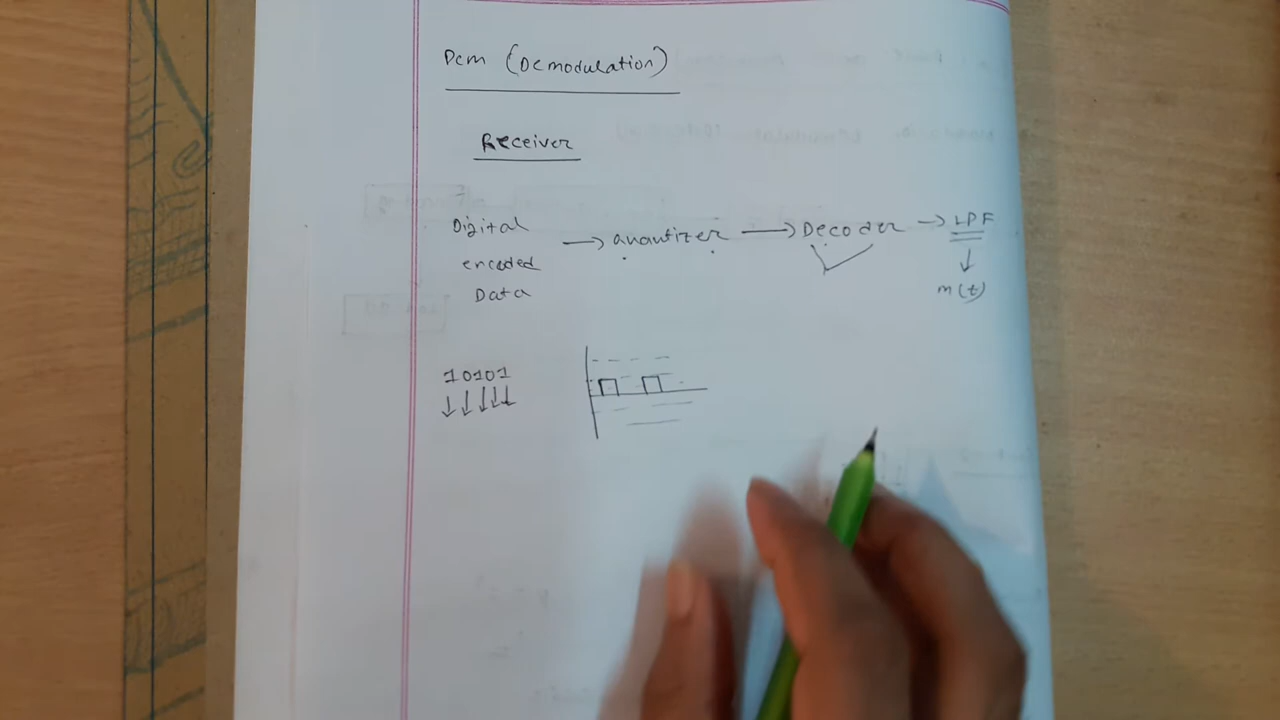 Pcm (Demodulation)
Receiver
Digital encoded Data → Quantizer → Decoder → LPF
↓
m(t)
10101